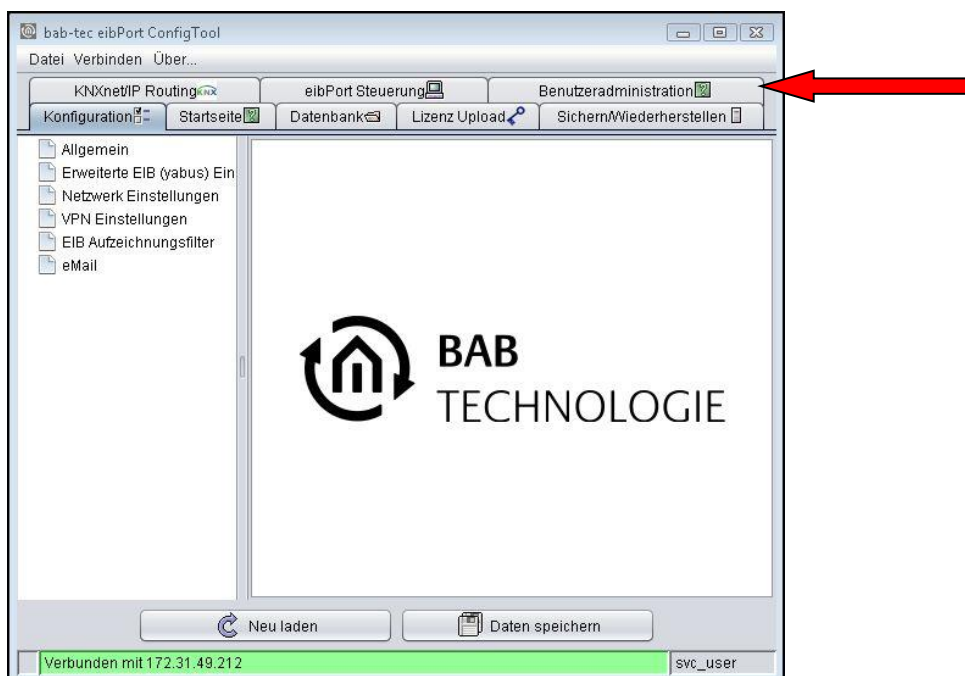 bab-tec eibPort ConfigTool
Datei Verbinden Über...
KNXnet/IP Routing KNX eibPort Steuerung Benutzeradministration
Konfiguration Startseite Datenbank Lizenz Upload Sichern/Wiederherstellen
Allgemein
Erweiterte EIB (yabus) Ein
Netzwerk Einstellungen
VPN Einstellungen
EIB Aufzeichnungsfilter
eMail
BAB
TECHNOLOGIE
Neu laden Daten speichern
Verbunden mit 172.31.49.212 svc_user